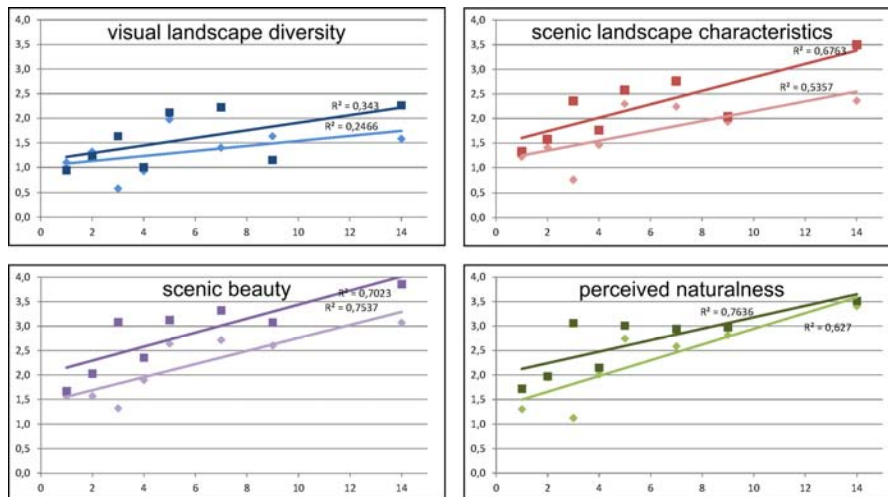 visual landscape diversity
4,0
3,5
3,0
2,5
2,0
1,5
1,0
0,5
0,0
R² = 0,343
R² = 0,2466
0 2 4 6 8 10 12 14
scenic landscape characteristics
4,0
3,5
3,0
2,5
2,0
1,5
1,0
0,5
0,0
R² = 0,6763
R² = 0,5357
0 2 4 6 8 10 12 14
scenic beauty
4,0
3,5
3,0
2,5
2,0
1,5
1,0
0,5
0,0
R² = 0,7023
R² = 0,7537
0 2 4 6 8 10 12 14
perceived naturalness
4,0
3,5
3,0
2,5
2,0
1,5
1,0
0,5
0,0
R² = 0,7636
R² = 0,627
0 2 4 6 8 10 12 14